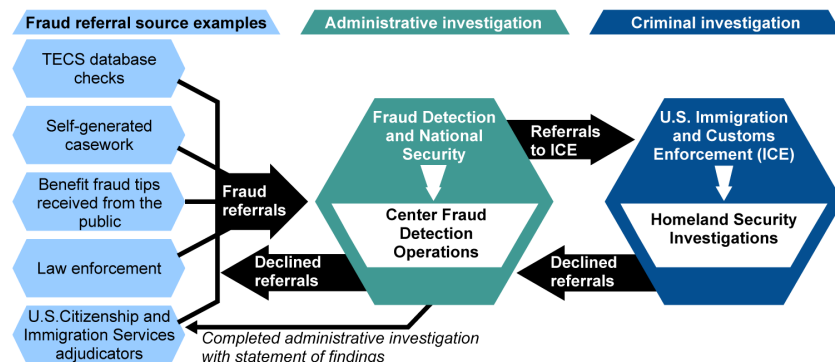 Fraud referral source examples
Administrative investigation
Criminal investigation
TECS database
checks
Self-generated
casework
Benefit fraud tips
received from the
public
Law enforcement
U.S.Citizenship and
Immigration Services
adjudicators
Fraud
referrals
Declined
referrals
Fraud Detection
and National
Security
Center Fraud
Detection
Operations
Referrals
to ICE
Declined
referrals
U.S. Immigration
and Customs
Enforcement (ICE)
Homeland Security
Investigations
Completed administrative investigation
with statement of findings